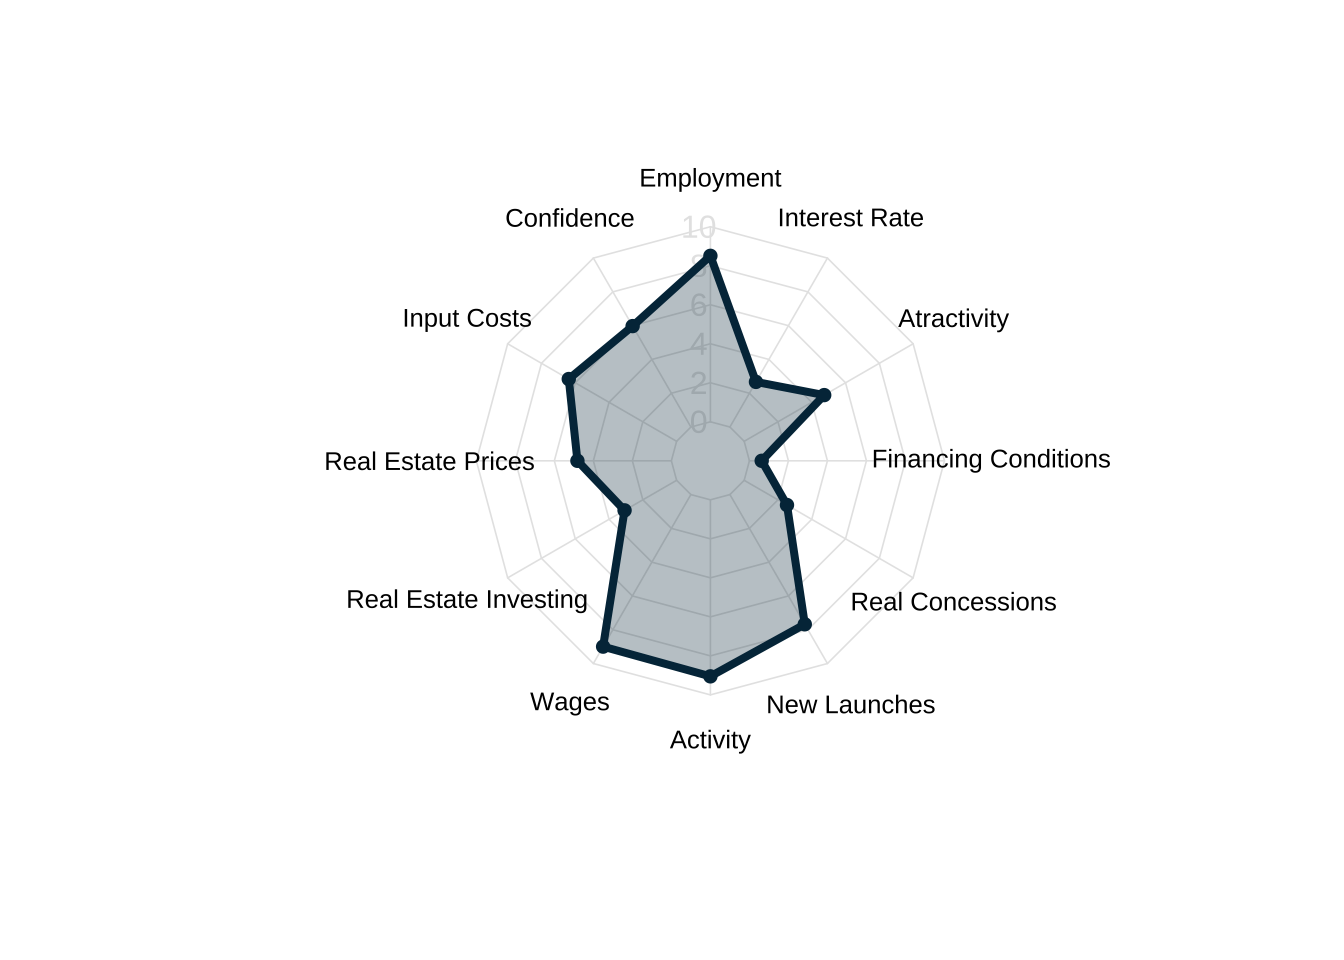 Employment
Confidence
Interest Rate
10
8
Input Costs
6
Atractivity
4
2
0
Real Estate Prices
Financing Conditions
Real Estate Investing
Real Concessions
Wages
New Launches
Activity